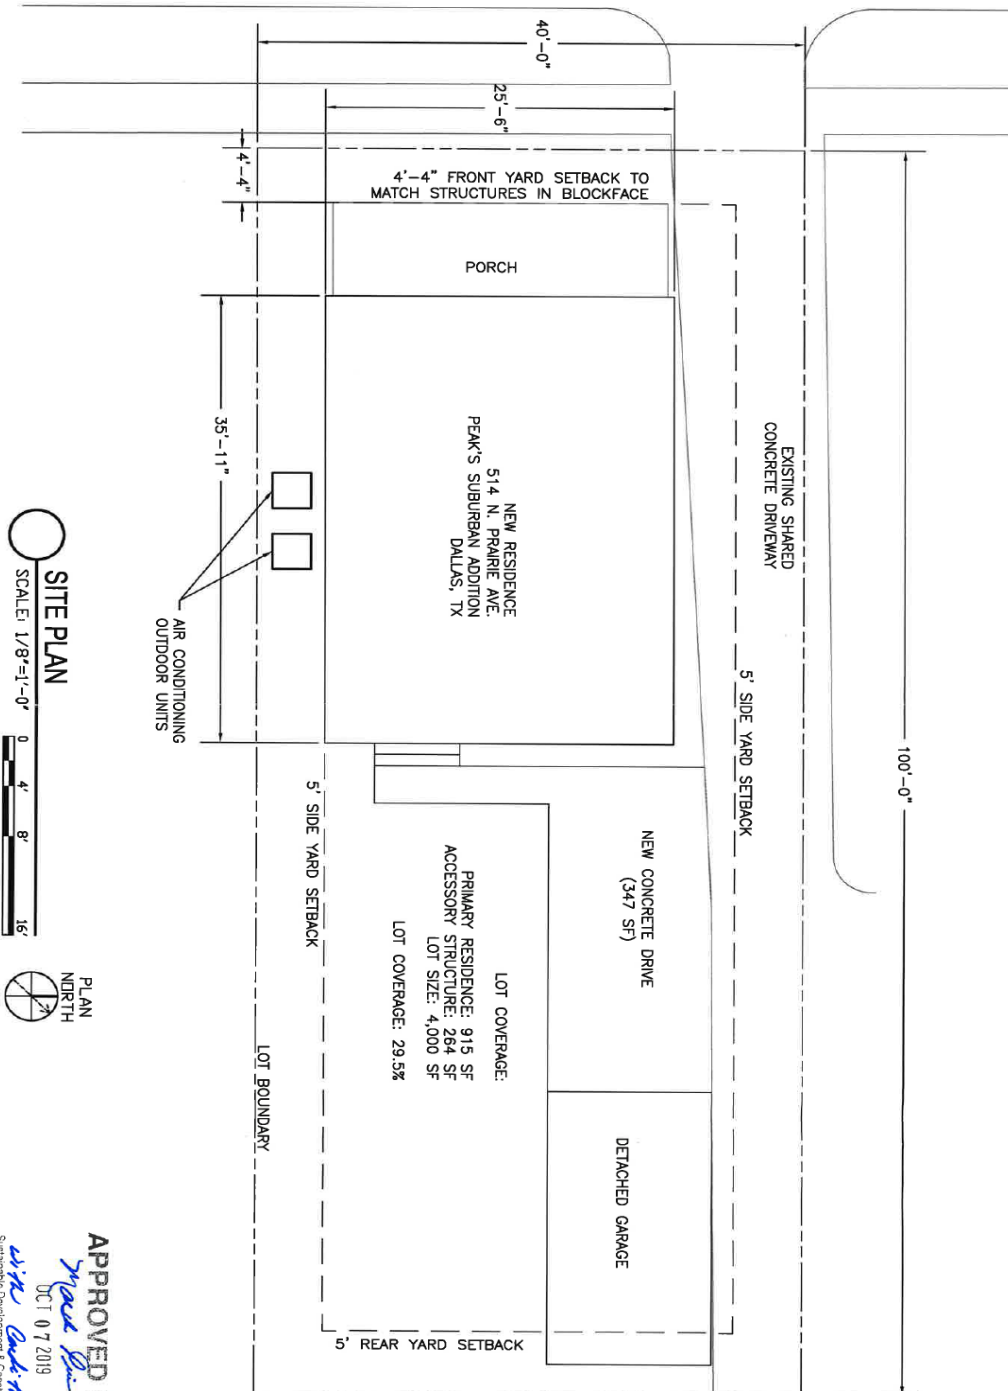 40'-0"
25'-6"
4'-4"
4'-4" FRONT YARD SETBACK TO
MATCH STRUCTURES IN BLOCKFACE
PORCH
35'-11"
NEW RESIDENCE
514 N. PRAIRIE AVE.
PEAK'S SUBURBAN ADDITION
DALLAS, TX
EXISTING SHARED
CONCRETE DRIVEWAY
100'-0"
5' SIDE YARD SETBACK
AIR CONDITIONING
OUTDOOR UNITS
5' SIDE YARD SETBACK
NEW CONCRETE DRIVE
(347 SF)
LOT COVERAGE:
PRIMARY RESIDENCE: 915 SF
ACCESSORY STRUCTURE: 264 SF
LOT SIZE: 4,000 SF
LOT COVERAGE: 29.5%
DETACHED GARAGE
LOT BOUNDARY
5' REAR YARD SETBACK
SITE PLAN
SCALE: 1/8"=1'-0"
0 4' 8' 16'
PLAN
NORTH
APPROVED
OCT 07 2019
with
Sustainable Development &